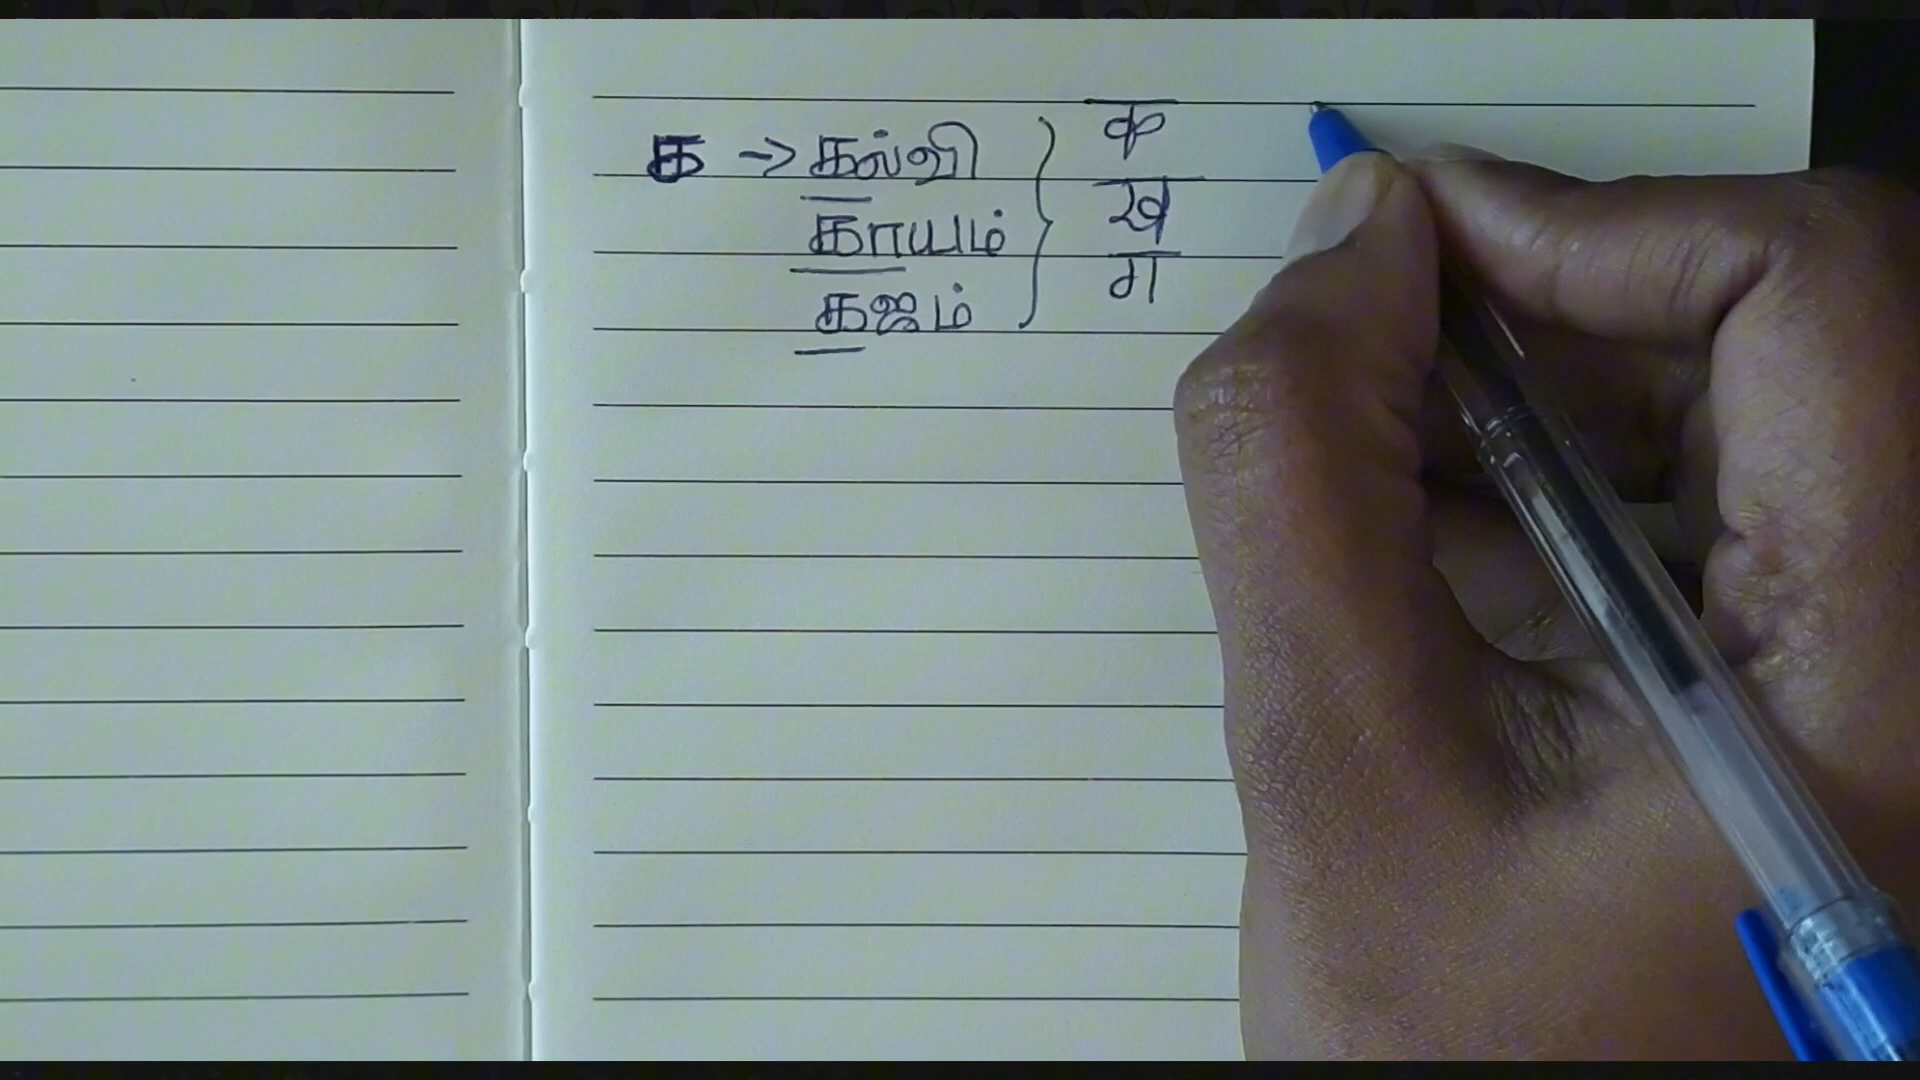 க -> கல்வி } क
காயம் ख
கஜம் ग